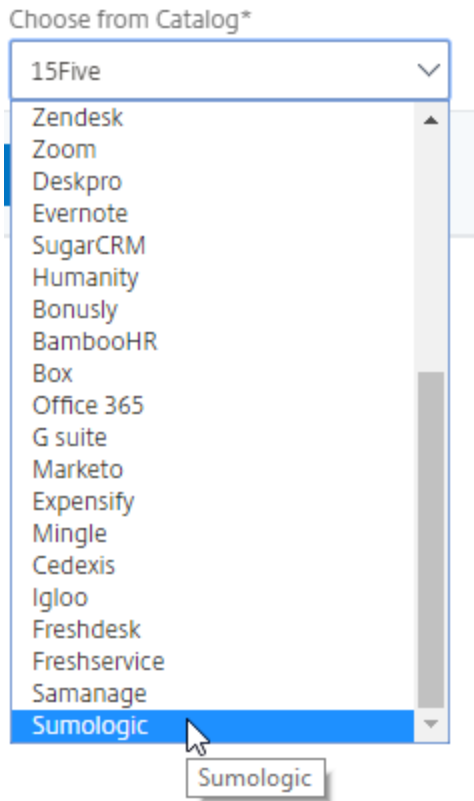 Choose from Catalog*
15Five
Zendesk
Zoom
Deskpro
Evernote
SugarCRM
Humanity
Bonusly
BambooHR
Box
Office 365
G suite
Marketo
Expensify
Mingle
Cedexis
Igloo
Freshdesk
Freshservice
Samanage
Sumologic
Sumologic